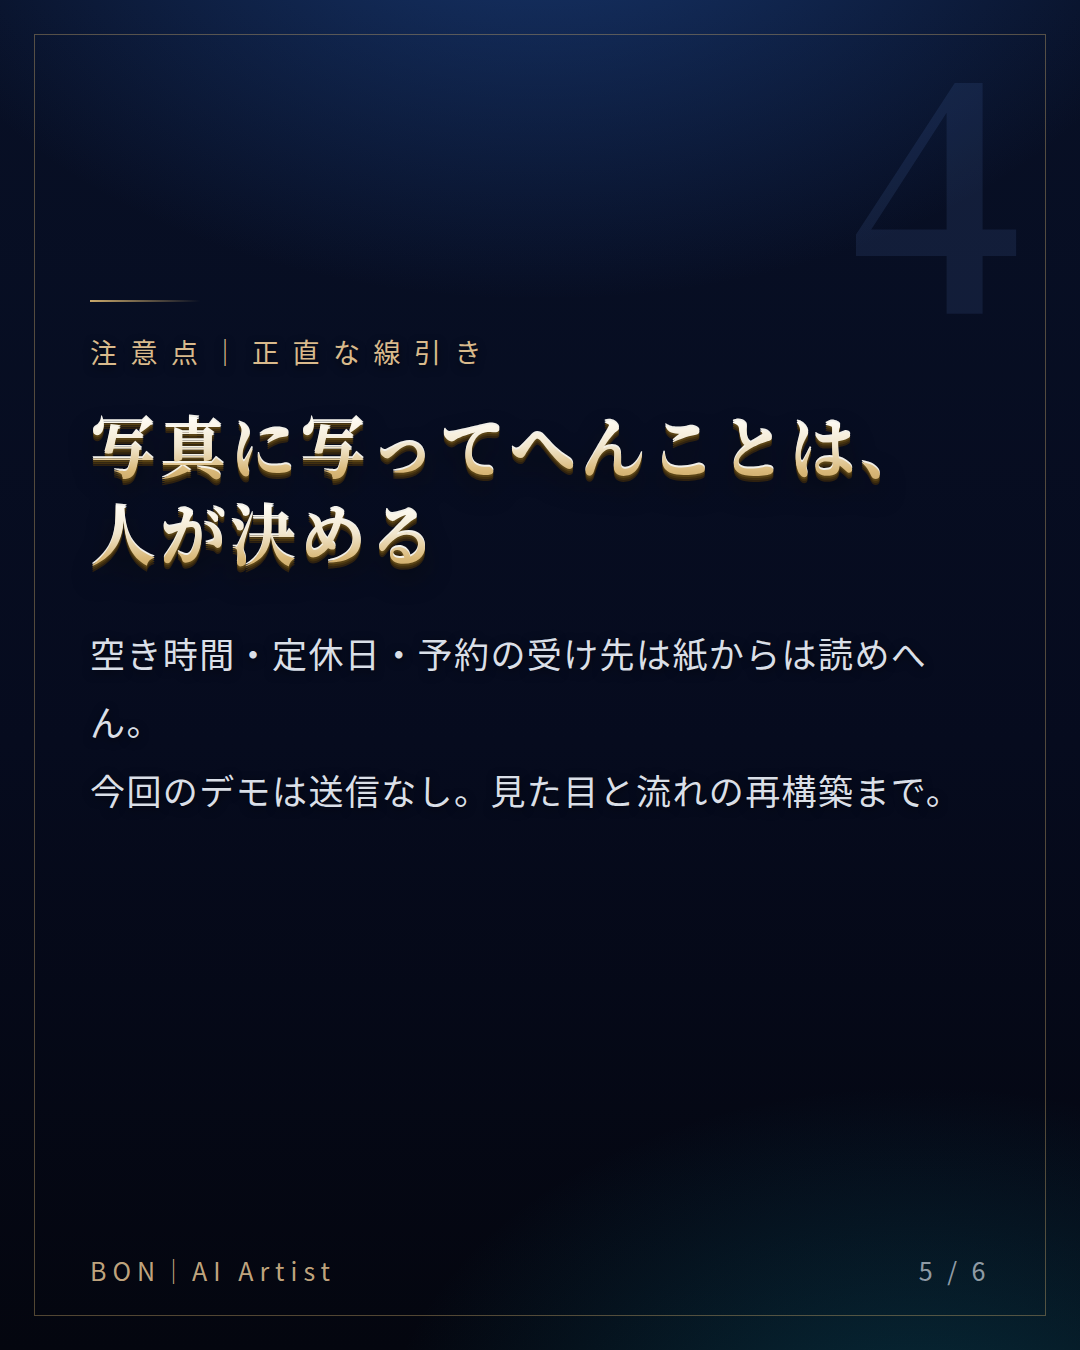 4
注意点｜正直な線引き
写真に写ってへんことは、
人が決める
空き時間・定休日・予約の受け先は紙からは読めへ
ん。
今回のデモは送信なし。見た目と流れの再構築まで。
BON｜AI Artist
5 / 6